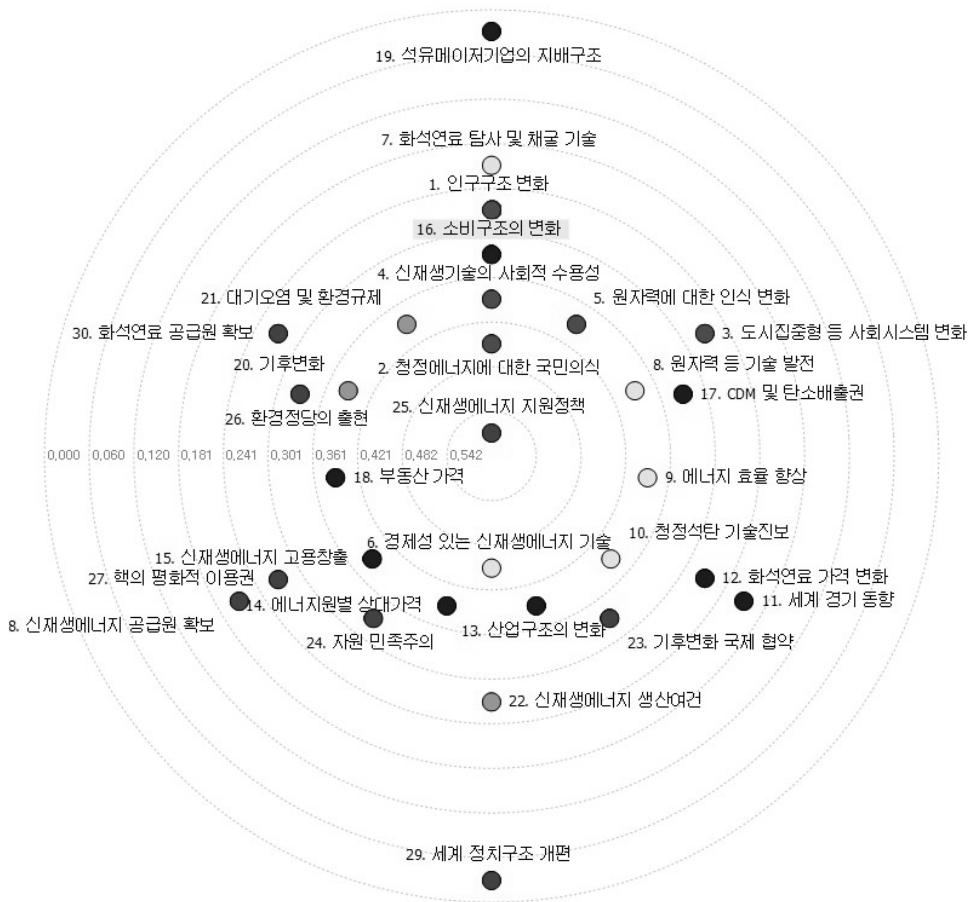 19. 석유메이저기업의 지배구조
7. 화석연료 탐사 및 채굴 기술
1. 인구구조 변화
16. 소비구조의 변화
4. 신재생기술의 사회적 수용성
21. 대기오염 및 환경규제
5. 원자력에 대한 인식 변화
30. 화석연료 공급원 확보
3. 도시집중형 등 사회시스템 변화
20. 기후변화
2. 청정에너지에 대한 국민의식
8. 원자력 등 기술 발전
17. CDM 및 탄소배출권
26. 환경정당의 출현
25. 신재생에너지 지원정책
0,000 0,060 0,120 0,181 0,241 0,301 0,361 0,421 0,482 0,542
18. 부동산 가격
9. 에너지 효율 향상
10. 청정석탄 기술진보
6. 경제성 있는 신재생에너지 기술
15. 신재생에너지 고용창출
27. 핵의 평화적 이용권
12. 화석연료 가격 변화
14. 에너지원별 상대가격
11. 세계 경기 동향
8. 신재생에너지 공급원 확보
13. 산업구조의 변화
24. 자원 민족주의
23. 기후변화 국제 협약
22. 신재생에너지 생산여건
29. 세계 정치구조 개편